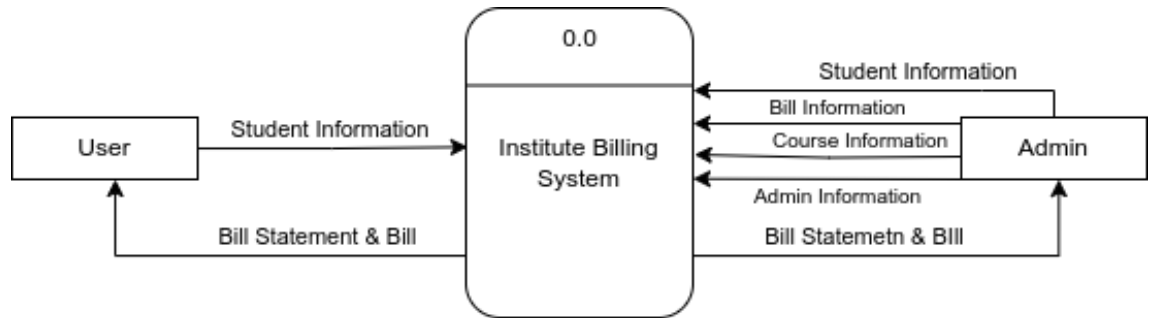 0.0
Student Information
Bill Information
Student Information
Course Information
User
Institute Billing
System
Admin
Admin Information
Bill Statement & Bill
Bill Statemetn & BIll